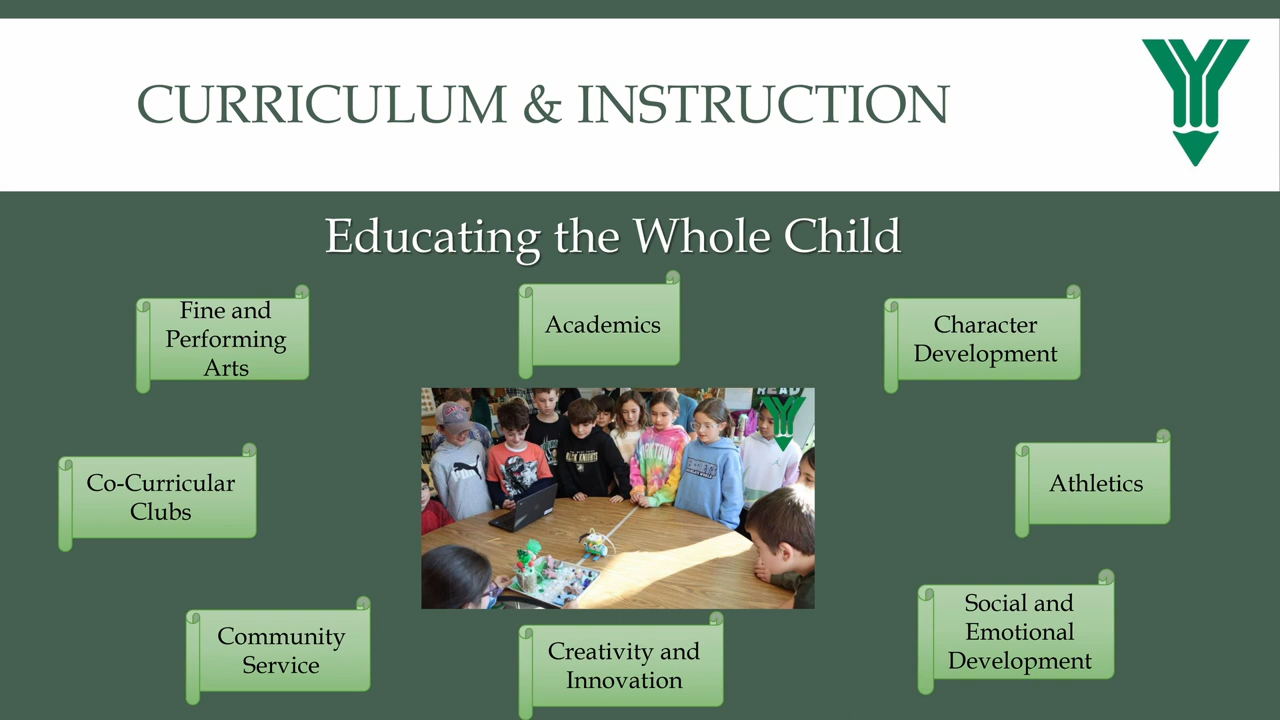 CURRICULUM & INSTRUCTION
Educating the Whole Child
Fine and
Performing
Arts
Academics
Character
Development
READ
Co-Curricular
Clubs
Athletics
Community
Service
Creativity and
Innovation
Social and
Emotional
Development